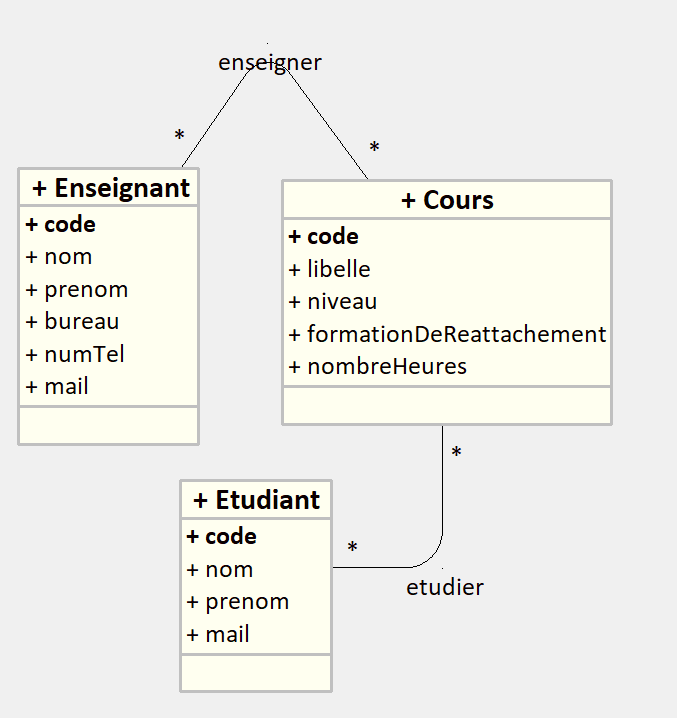 enseigner
*
*
+ Enseignant
+ code
+ nom
+ prenom
+ bureau
+ numTel
+ mail
+ Cours
+ code
+ libelle
+ niveau
+ formationDeReattachement
+ nombreHeures
*
*
etudier
+ Etudiant
+ code
+ nom
+ prenom
+ mail